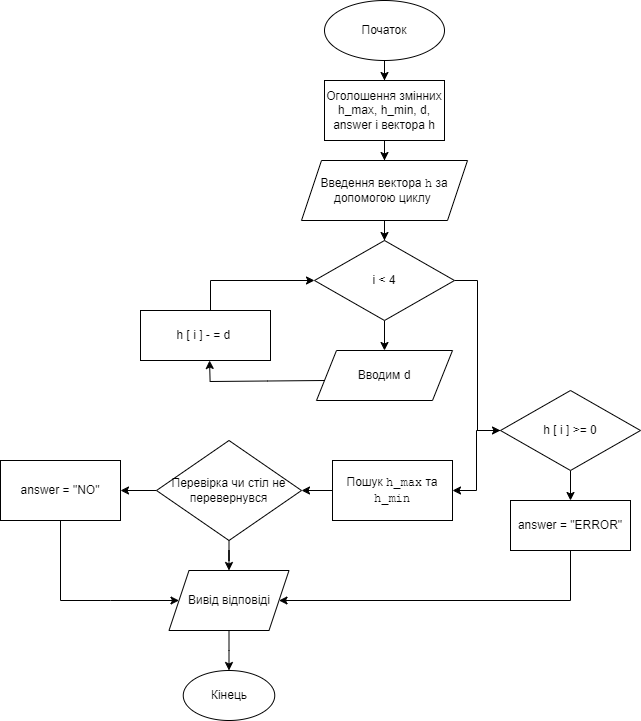 Початок
Оголошення змінних
h_max, h_min, d,
answer і вектора h
Введення вектора h за
допомогою циклу
i < 4
h [ i ] - = d
Вводим d
h [ i ] >= 0
Перевірка чи стіл не
перевернувся
Пошук h_max та
h_min
answer = "NO"
answer = "ERROR"
Вивід відповіді
Кінець